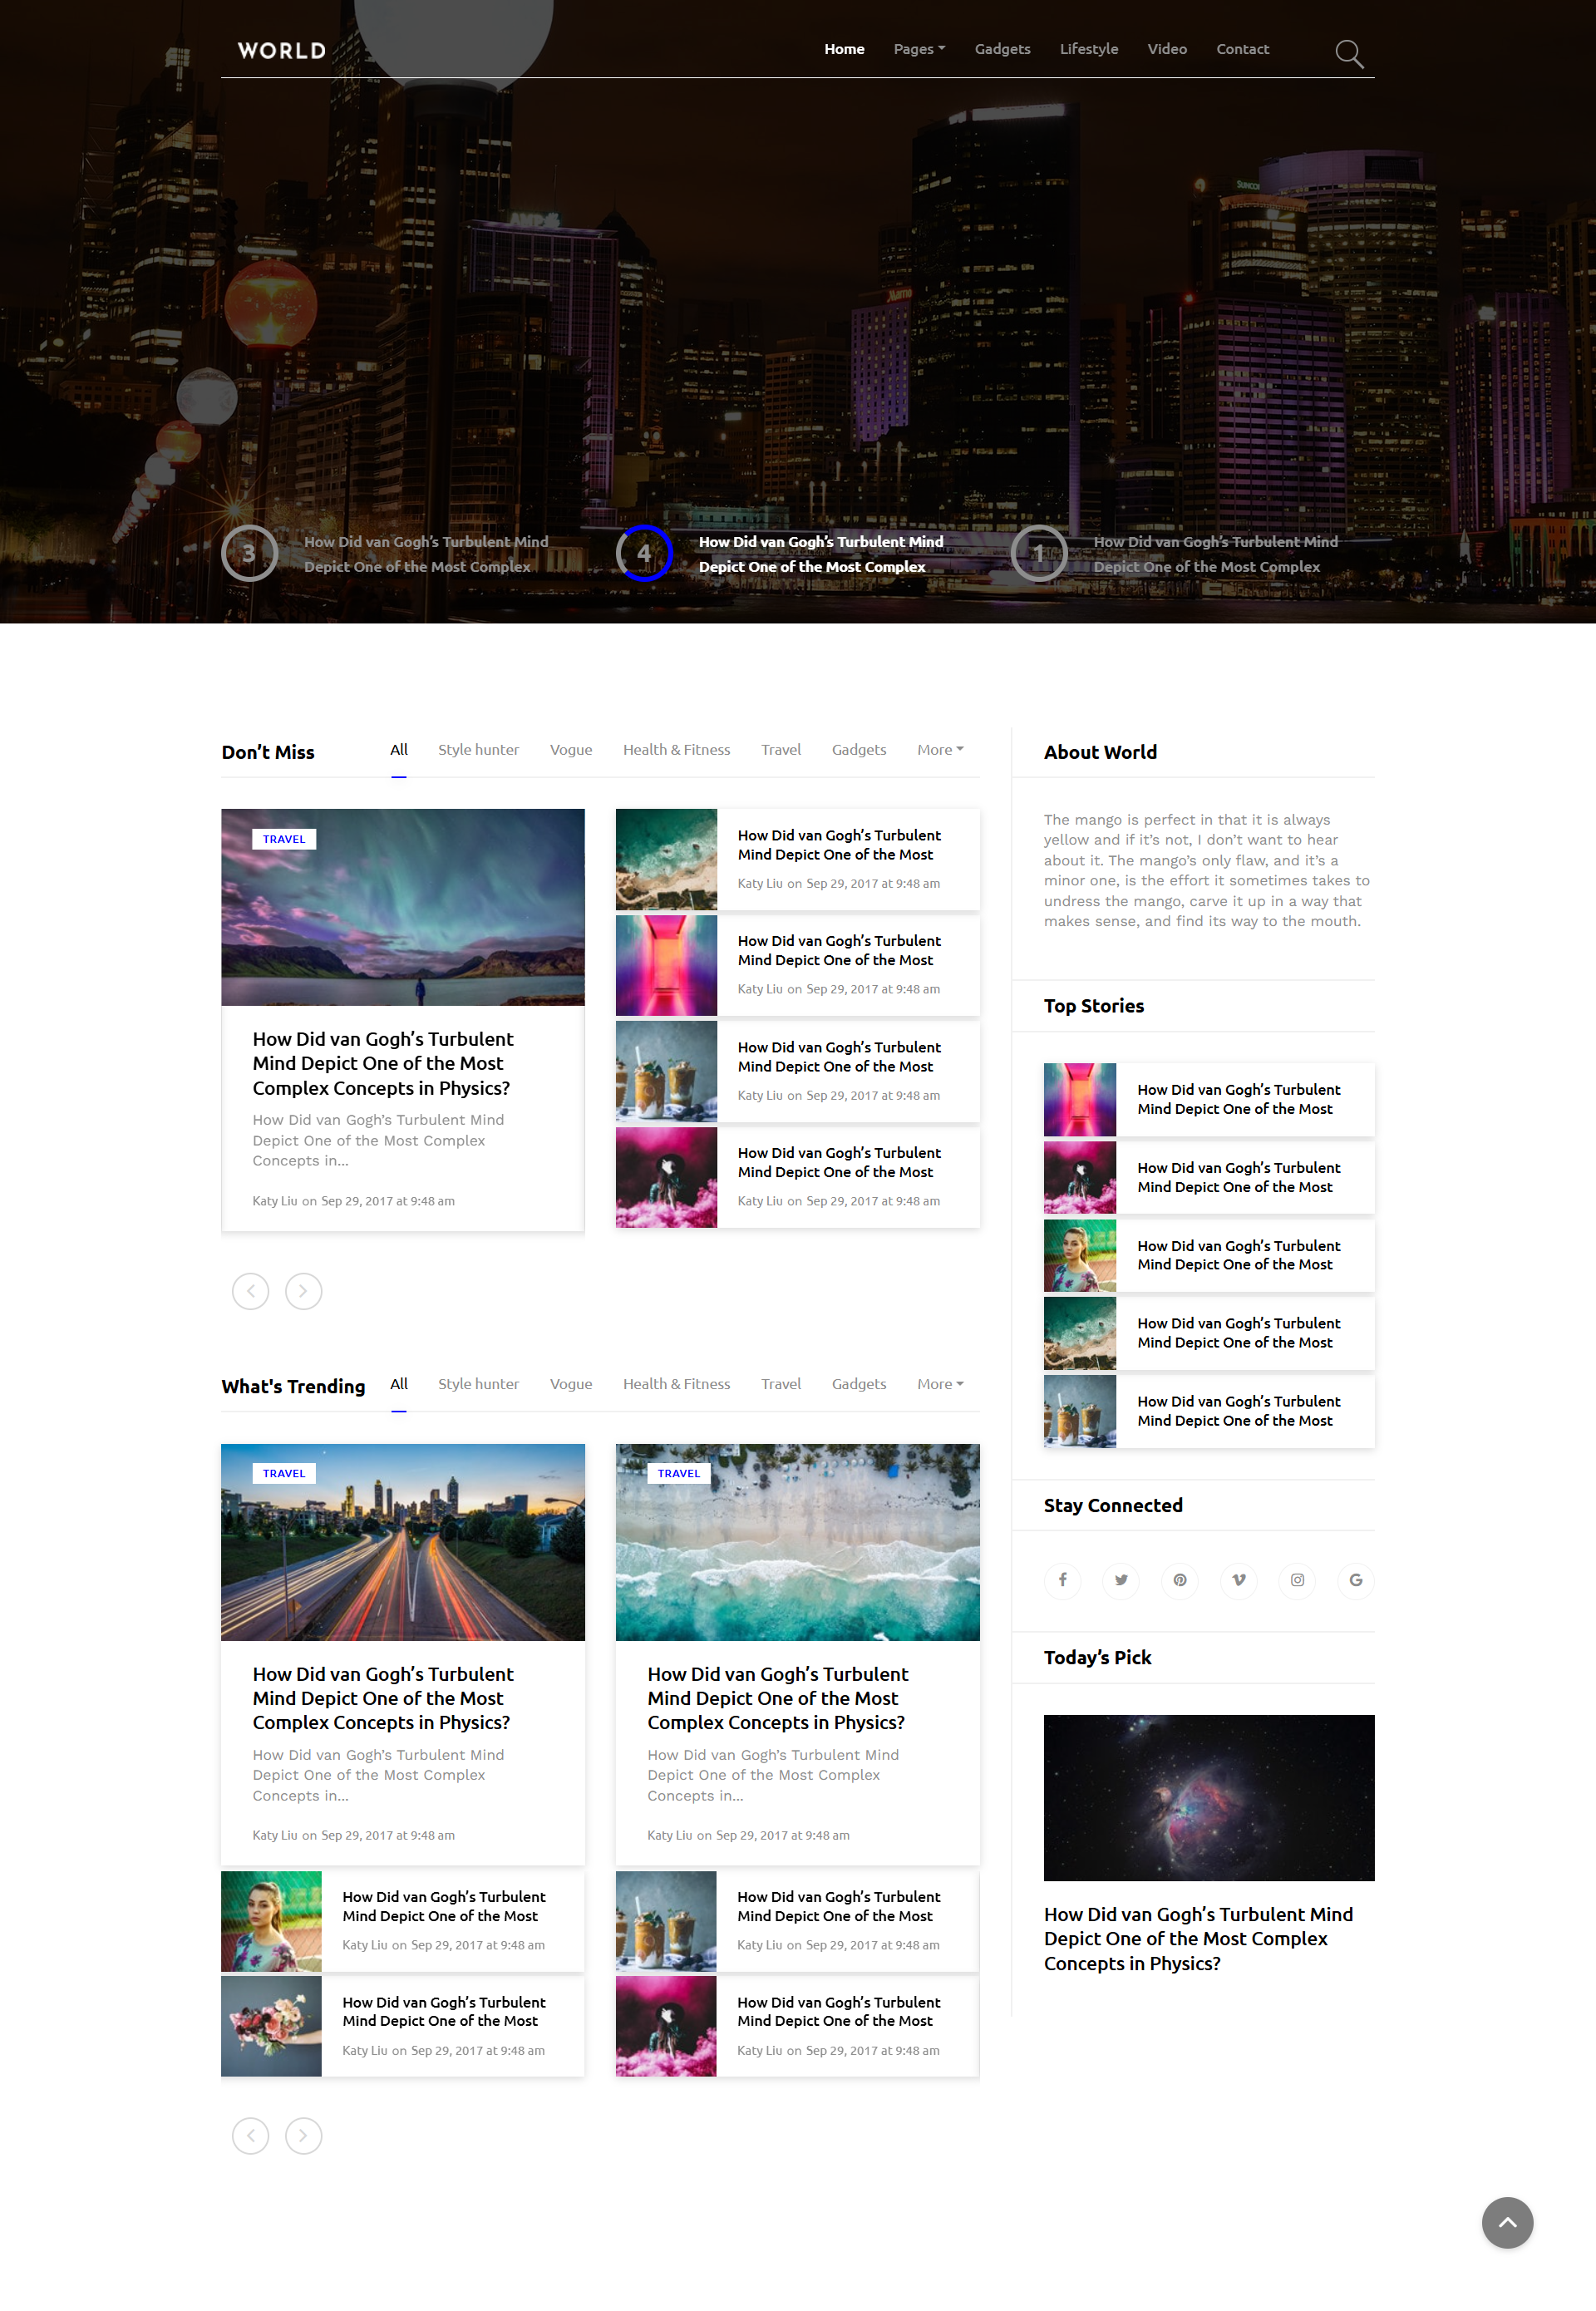 WORLD
Home Pages Gadgets Lifestyle Video Contact
SUNCORP
3
How Did van Gogh’s Turbulent Mind
Depict One of the Most Complex
4
How Did van Gogh’s Turbulent Mind
Depict One of the Most Complex
1
How Did van Gogh’s Turbulent Mind
Depict One of the Most Complex
Don’t Miss
All Style hunter Vogue Health & Fitness Travel Gadgets More
TRAVEL
How Did van Gogh’s Turbulent
Mind Depict One of the Most
Complex Concepts in Physics?
How Did van Gogh’s Turbulent Mind
Depict One of the Most Complex
Concepts in...
Katy Liu on Sep 29, 2017 at 9:48 am
How Did van Gogh’s Turbulent
Mind Depict One of the Most
Katy Liu on Sep 29, 2017 at 9:48 am
How Did van Gogh’s Turbulent
Mind Depict One of the Most
Katy Liu on Sep 29, 2017 at 9:48 am
How Did van Gogh’s Turbulent
Mind Depict One of the Most
Katy Liu on Sep 29, 2017 at 9:48 am
How Did van Gogh’s Turbulent
Mind Depict One of the Most
Katy Liu on Sep 29, 2017 at 9:48 am
What's Trending
All Style hunter Vogue Health & Fitness Travel Gadgets More
TRAVEL
How Did van Gogh’s Turbulent
Mind Depict One of the Most
Complex Concepts in Physics?
How Did van Gogh’s Turbulent Mind
Depict One of the Most Complex
Concepts in...
Katy Liu on Sep 29, 2017 at 9:48 am
How Did van Gogh’s Turbulent
Mind Depict One of the Most
Katy Liu on Sep 29, 2017 at 9:48 am
How Did van Gogh’s Turbulent
Mind Depict One of the Most
Katy Liu on Sep 29, 2017 at 9:48 am
TRAVEL
How Did van Gogh’s Turbulent
Mind Depict One of the Most
Complex Concepts in Physics?
How Did van Gogh’s Turbulent Mind
Depict One of the Most Complex
Concepts in...
Katy Liu on Sep 29, 2017 at 9:48 am
How Did van Gogh’s Turbulent
Mind Depict One of the Most
Katy Liu on Sep 29, 2017 at 9:48 am
How Did van Gogh’s Turbulent
Mind Depict One of the Most
Katy Liu on Sep 29, 2017 at 9:48 am
About World
The mango is perfect in that it is always
yellow and if it’s not, I don’t want to hear
about it. The mango’s only flaw, and it’s a
minor one, is the effort it sometimes takes to
undress the mango, carve it up in a way that
makes sense, and find its way to the mouth.
Top Stories
How Did van Gogh’s Turbulent
Mind Depict One of the Most
How Did van Gogh’s Turbulent
Mind Depict One of the Most
How Did van Gogh’s Turbulent
Mind Depict One of the Most
How Did van Gogh’s Turbulent
Mind Depict One of the Most
How Did van Gogh’s Turbulent
Mind Depict One of the Most
Stay Connected
Today’s Pick
How Did van Gogh’s Turbulent Mind
Depict One of the Most Complex
Concepts in Physics?